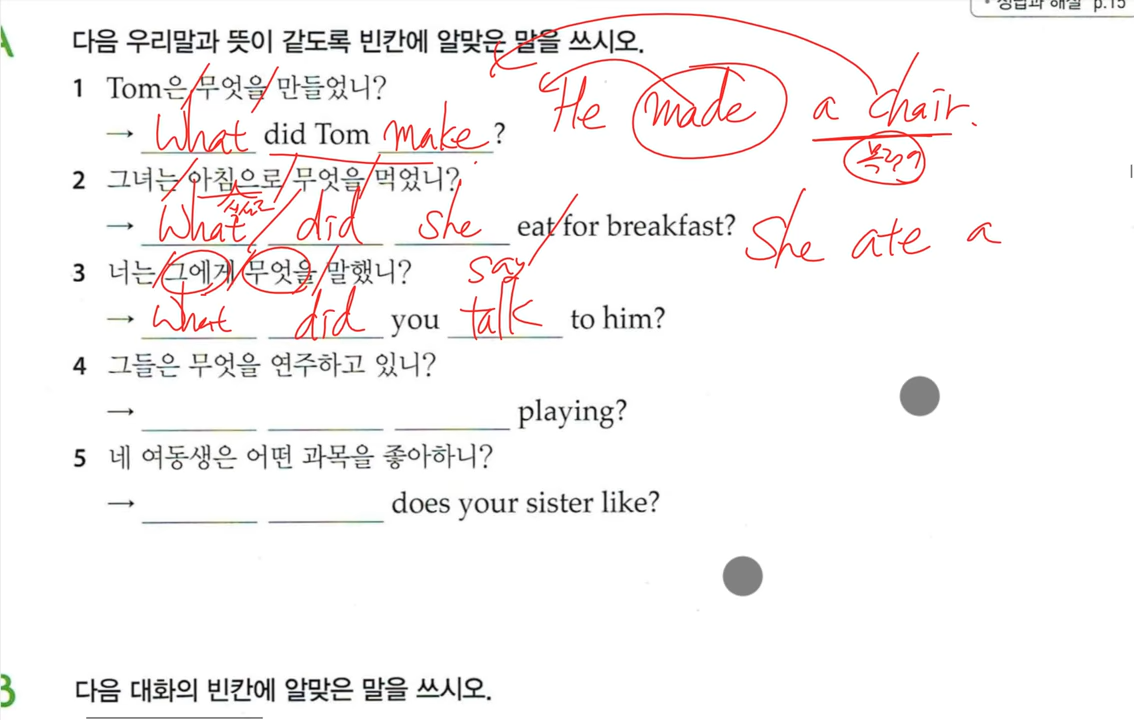 정답과 해설 p.15
A
다음 우리말과 뜻이 같도록 빈칸에 알맞은 말을 쓰시오.
1 Tom은 무엇을 만들었니?
He made a chair.
→ What did Tom make?
목적어
2 그녀는 아침으로 무엇을 먹었니?
→ What did she eat for breakfast?
She ate a
3 너는 그에게 무엇을 말했니?
say
→ What did you talk to him?
4 그들은 무엇을 연주하고 있니?
→ playing?
5 네 여동생은 어떤 과목을 좋아하니?
→ does your sister like?
B
다음 대화의 빈칸에 알맞은 말을 쓰시오.